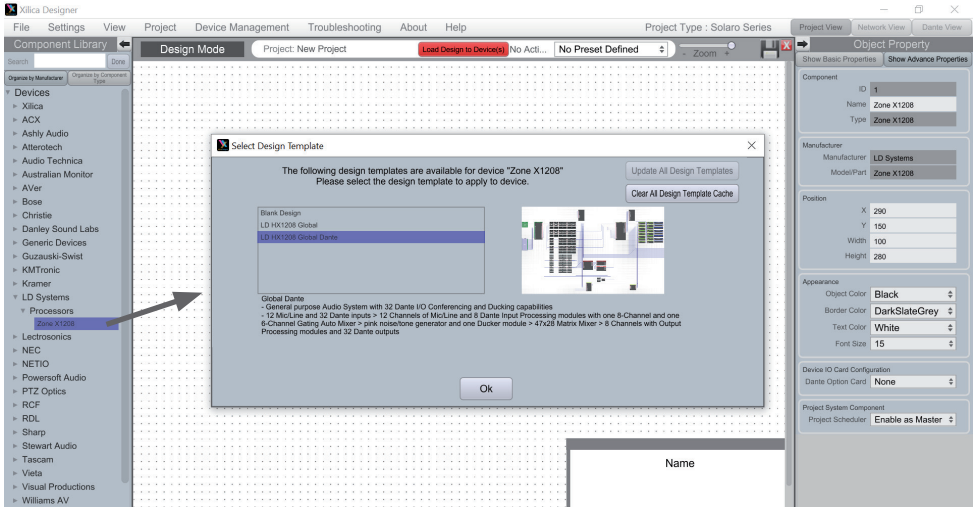 Xilica Designer
File Settings View Project Device Management Troubleshooting About Help Project Type : Solaro Series Project View Network View Dante View
Component Library Design Mode Project: New Project Load Design to Device(s) No Acti... No Preset Defined - Zoom + Object Property
Search Done Show Basic Properties Show Advance Properties
Organize by Manufacturer Organize by Component Type
Devices
Xilica
ACX
Ashly Audio
Atterotech
Audio Technica
Australian Monitor
AVer
Bose
Christie
Danley Sound Labs
Generic Devices
Guzauski-Swist
KMTronic
Kramer
LD Systems
Processors
Zone X1208
Lectrosonics
NEC
NETIO
Powersoft Audio
PTZ Optics
RCF
RDL
Sharp
Stewart Audio
Tascam
Vieta
Visual Productions
Williams AV
Select Design Template
The following design templates are available for device "Zone X1208"
Please select the design template to apply to device.
Update All Design Templates
Clear All Design Template Cache
Blank Design
LD HX1208 Global
LD HX1208 Global Dante
Global Dante
- General purpose Audio System with 32 Dante I/O Conferencing and Ducking capabilities
- 12 Mic/Line and 32 Dante inputs > 12 Channels of Mic/Line and 8 Dante Input Processing modules with one 8-Channel and one
6-Channel Gating Auto Mixer > pink noise/tone generator and one Ducker module > 47x28 Matrix Mixer > 8 Channels with Output
Processing modules and 32 Dante outputs
Ok
Name
Component
ID 1
Name Zone X1208
Type Zone X1208
Manufacturer
Manufacturer LD Systems
Model/Part Zone X1208
Position
X 290
Y 150
Width 100
Height 280
Appearance
Object Color Black
Border Color DarkSlateGrey
Text Color White
Font Size 15
Device IO Card Configuration
Dante Option Card None
Project System Component
Project Scheduler Enable as Master